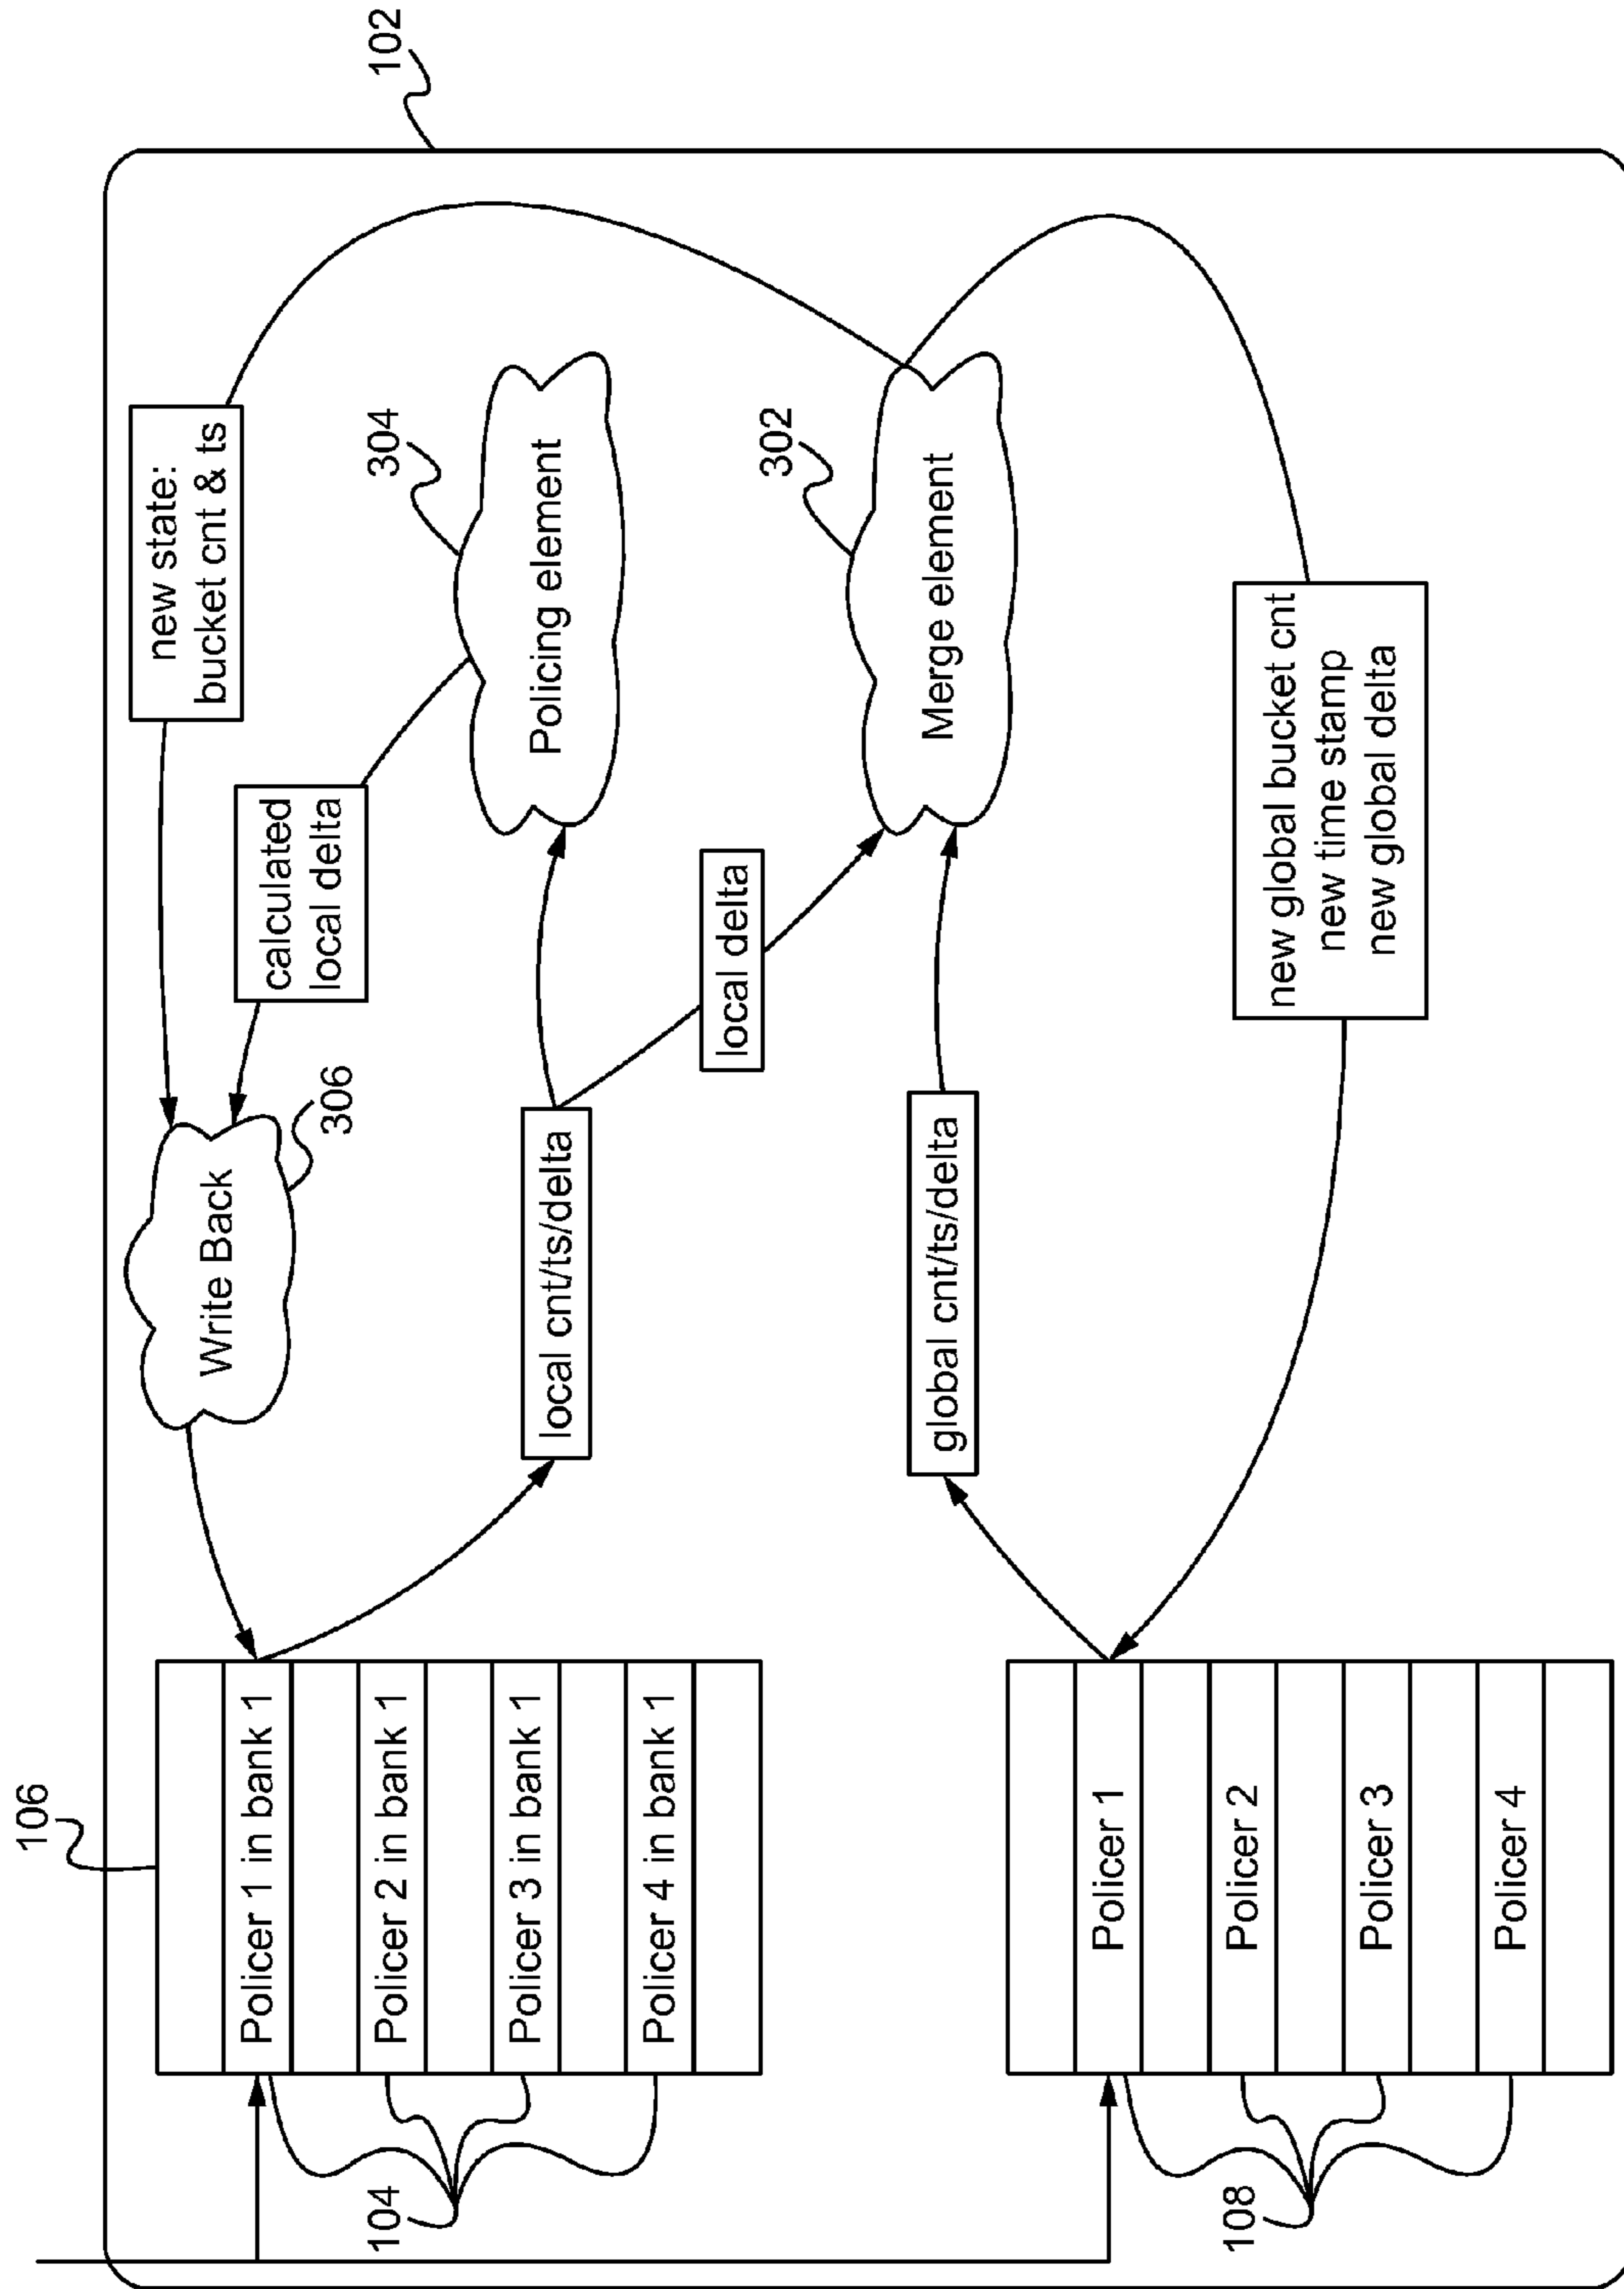 102
106
new state:
bucket cnt & ts
Write Back
306
calculated
local delta
304
Policing element
Policer 1 in bank 1
Policer 2 in bank 1
Policer 3 in bank 1
Policer 4 in bank 1
104
local cnt/ts/delta
local delta
302
Merge element
global cnt/ts/delta
Policer 1
Policer 2
Policer 3
Policer 4
108
new global bucket cnt
new time stamp
new global delta